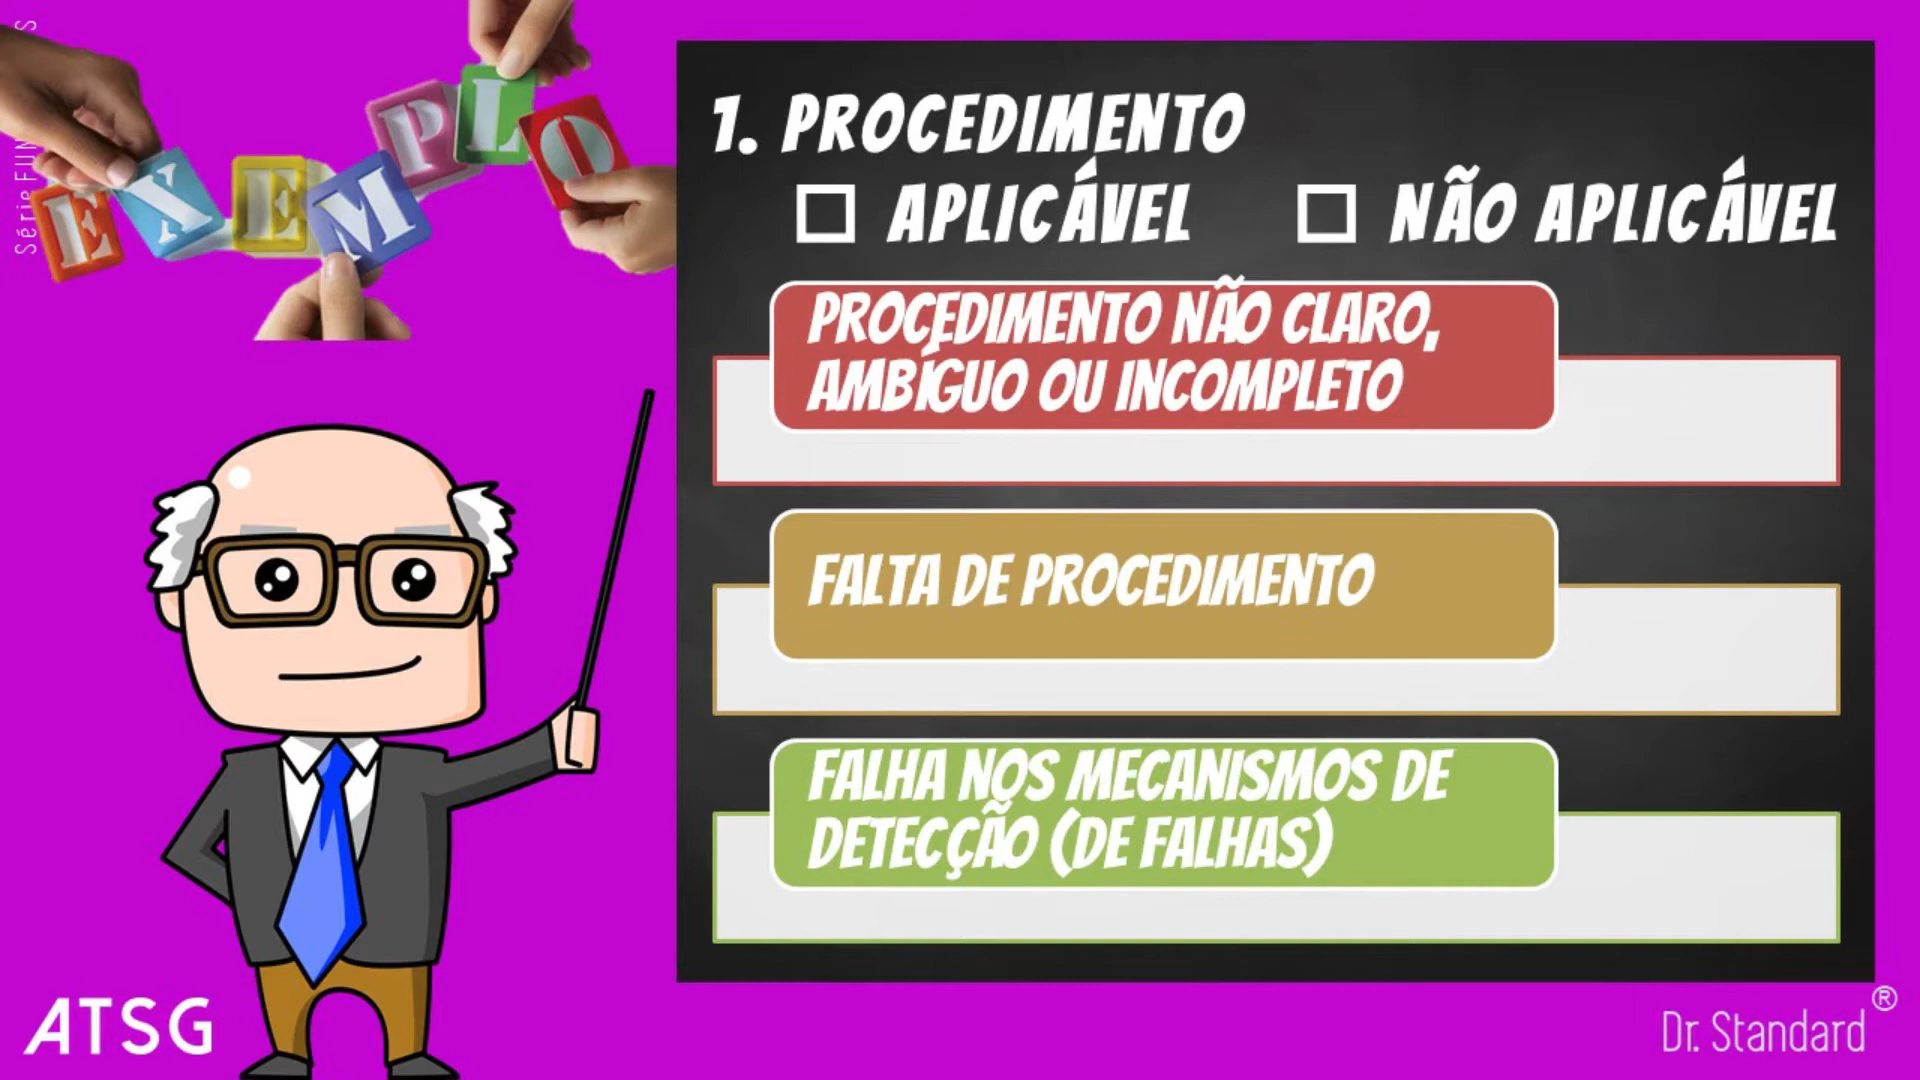 EXEMPLO
1. PROCEDIMENTO
APLICÁVEL NÃO APLICÁVEL
PROCEDIMENTO NÃO CLARO,
AMBÍGUO OU INCOMPLETO
FALTA DE PROCEDIMENTO
FALHA NOS MECANISMOS DE
DETECÇÃO (DE FALHAS)
Série
ATSG
Dr. Standard®